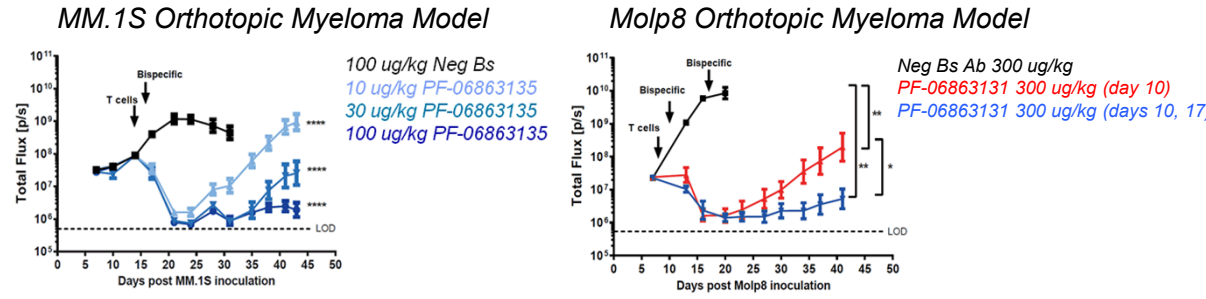 MM.1S Orthotopic Myeloma Model
Total Flux [p/s]
10¹¹
10¹⁰
10⁹
10⁸
10⁷
10⁶
10⁵
Bispecific
T cells
****
****
****
LOD
0 5 10 15 20 25 30 35 40 45 50
Days post MM.1S inoculation
100 ug/kg Neg Bs
10 ug/kg PF-06863135
30 ug/kg PF-06863135
100 ug/kg PF-06863135
Molp8 Orthotopic Myeloma Model
Total Flux [p/s]
10¹¹
10¹⁰
10⁹
10⁸
10⁷
10⁶
10⁵
Bispecific
Bispecific
T cells
**
**
*
LOD
0 5 10 15 20 25 30 35 40 45 50
Days post Molp8 inoculation
Neg Bs Ab 300 ug/kg
PF-06863131 300 ug/kg (day 10)
PF-06863131 300 ug/kg (days 10, 17)